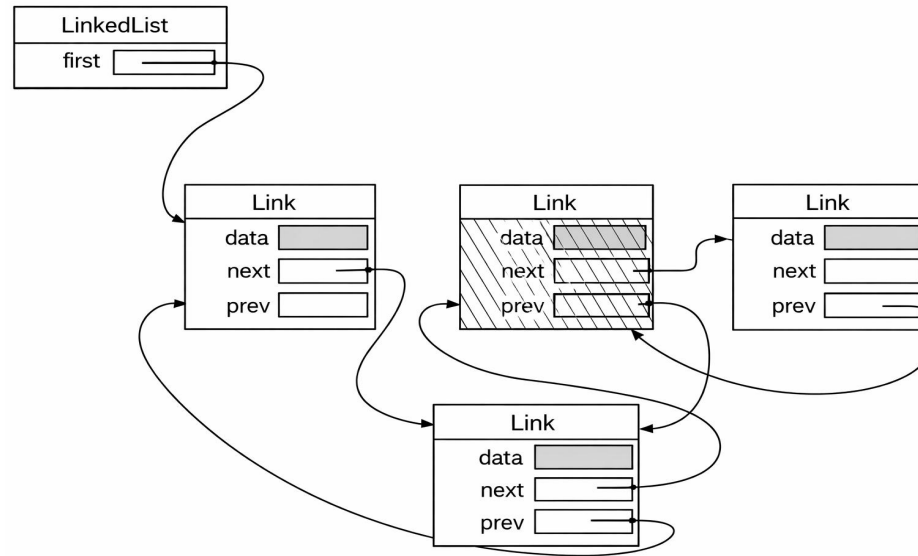 LinkedList
first
Link
data
next
prev
Link
data
next
prev
Link
data
next
prev
Link
data
next
prev